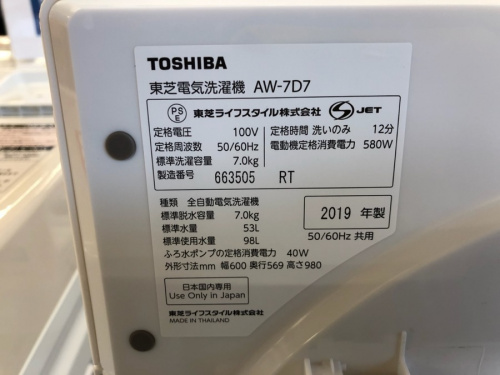 TOSHIBA
東芝電気洗濯機 AW-7D7
PS E 東芝ライフスタイル株式会社 S JET
定格電圧 100V 定格時間 洗いのみ 12分
定格周波数 50/60Hz 電動機定格消費電力 580W
標準洗濯容量 7.0kg
製造番号 663505 RT
種類 全自動電気洗濯機
標準脱水容量 7.0kg 2019 年製
標準水量 53L
標準使用水量 98L 50/60Hz 共用
ふろ水ポンプの定格消費電力 40W
外形寸法mm 幅600 奥行569 高さ980
日本国内専用
Use Only in Japan
東芝ライフスタイル株式会社
MADE IN THAILAND